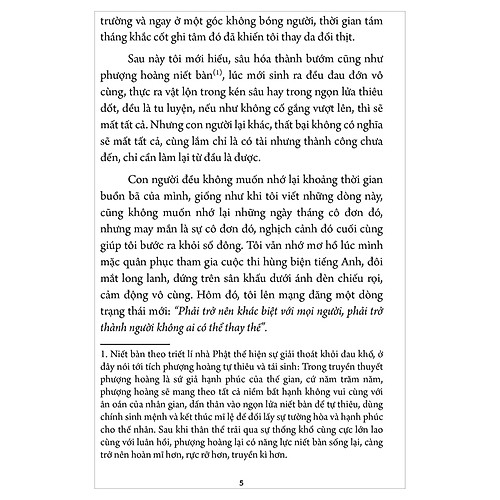 trường và ngay ở một góc không bóng người, thời gian tám
tháng khắc cốt ghi tâm đó đã khiến tôi thay da đổi thịt.
Sau này tôi mới hiểu, sâu hóa thành bướm cũng như
phượng hoàng niết bàn(1), lúc mới sinh ra đều đau đớn vô
cùng, thực ra vật lộn trong kén sâu hay trong ngọn lửa thiêu
đốt, đều là tu luyện, nếu như không cố gắng vượt lên, thì sẽ
mất tất cả. Nhưng con người lại khác, thất bại không có nghĩa
sẽ mất tất cả, cùng lắm chỉ là có tài nhưng thành công chưa
đến, chỉ cần làm lại từ đầu là được.
Con người đều không muốn nhớ lại khoảng thời gian
buồn bã của mình, giống như khi tôi viết những dòng này,
cũng không muốn nhớ lại những ngày tháng cô đơn đó,
nhưng may mắn là sự cô đơn đó, nghịch cảnh đó cuối cùng
giúp tôi bước ra khỏi số đông. Tôi vẫn nhớ mơ hồ lúc mình
mặc quân phục tham gia cuộc thi hùng biện tiếng Anh, đôi
mắt long lanh, đứng trên sân khấu dưới ánh đèn chiếu rọi,
cảm động vô cùng. Hôm đó, tôi lên mạng đăng một dòng
trạng thái mới: “Phải trở nên khác biệt với mọi người, phải trở
thành người không ai có thể thay thế”.
1. Niết bàn theo triết lí nhà Phật thể hiện sự giải thoát khỏi đau khổ, ở
đây nói tới tích phượng hoàng tự thiêu và tái sinh: Trong truyền thuyết
phượng hoàng là sứ giả hạnh phúc của thế gian, cứ năm trăm năm,
phượng hoàng sẽ mang theo tất cả niềm bất hạnh không vui cùng với
ân oán của nhân gian, dấn thân vào ngọn lửa niết bàn để tự thiêu, dùng
chính sinh mệnh và kết thúc mĩ lệ để lấy sự tường hòa và hạnh phúc
cho thế nhân. Sau khi thân thể trải qua sự thống khổ cùng cực lớn lao
cùng với luân hồi, phượng hoàng lại có năng lực niết bàn sống lại, càng
trở nên hoàn mĩ hơn, rực rỡ hơn, truyền kì hơn.
5